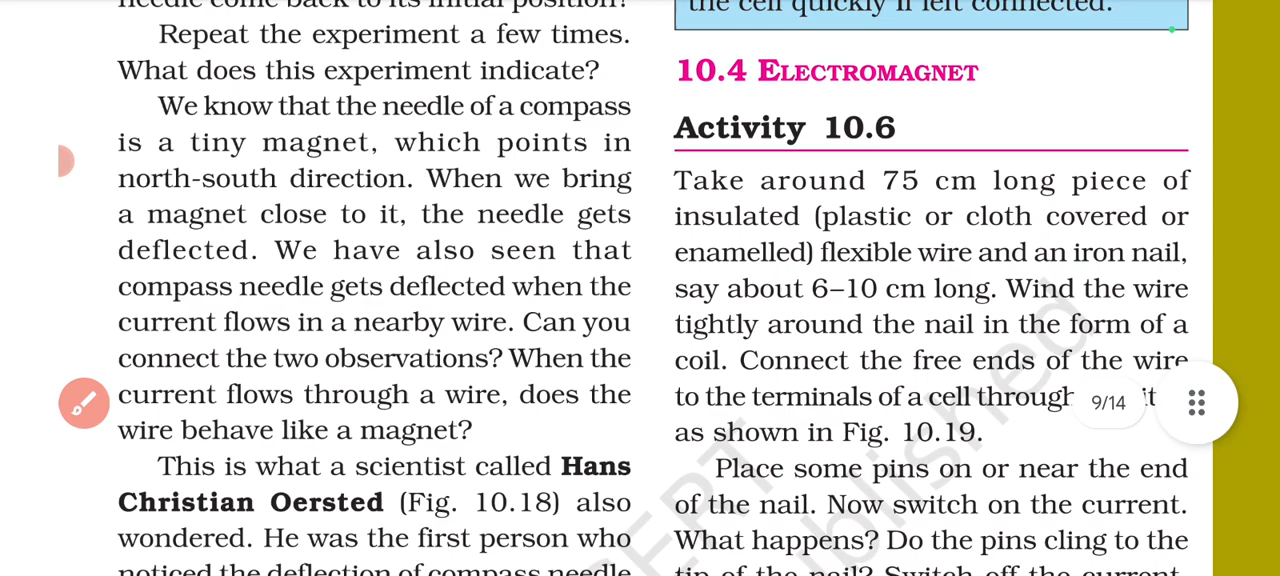 needle come back to its initial position?
Repeat the experiment a few times.
What does this experiment indicate?
We know that the needle of a compass
is a tiny magnet, which points in
north-south direction. When we bring
a magnet close to it, the needle gets
deflected. We have also seen that
compass needle gets deflected when the
current flows in a nearby wire. Can you
connect the two observations? When the
current flows through a wire, does the
wire behave like a magnet?
This is what a scientist called Hans
Christian Oersted (Fig. 10.18) also
wondered. He was the first person who
noticed the deflection of compass needle
the cell quickly if left connected.
10.4 ELECTROMAGNET
Activity 10.6
Take around 75 cm long piece of
insulated (plastic or cloth covered or
enamelled) flexible wire and an iron nail,
say about 6–10 cm long. Wind the wire
tightly around the nail in the form of a
coil. Connect the free ends of the wire
to the terminals of a cell through
as shown in Fig. 10.19.
Place some pins on or near the end
of the nail. Now switch on the current.
What happens? Do the pins cling to the
tip of the nail? Switch off the current.
9/14